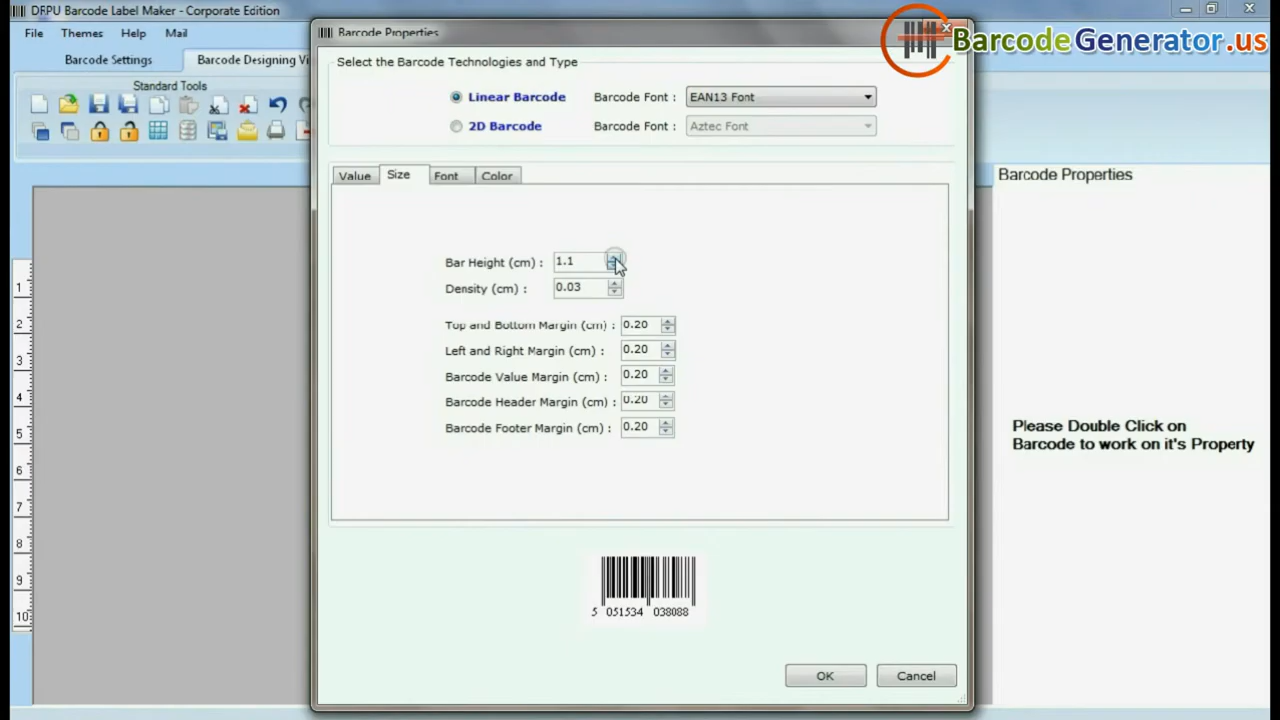 DRPU Barcode Label Maker - Corporate Edition
Barcode Properties
BarcodeGenerator.us
File Themes Help Mail
Select the Barcode Technologies and Type
Barcode Settings
Barcode Designing Vi
Standard Tools
Linear Barcode
Barcode Font : EAN13 Font
2D Barcode
Barcode Font : Aztec Font
Value Size Font Color
Barcode Properties
Bar Height (cm) : 1.1
Density (cm) : 0.03
Top and Bottom Margin (cm) : 0.20
Left and Right Margin (cm) : 0.20
Barcode Value Margin (cm) : 0.20
Barcode Header Margin (cm) : 0.20
Barcode Footer Margin (cm) : 0.20
Please Double Click on
Barcode to work on it's Property
1
2
3
4
5
6
7
8
9
10
5 051534 038088
OK Cancel